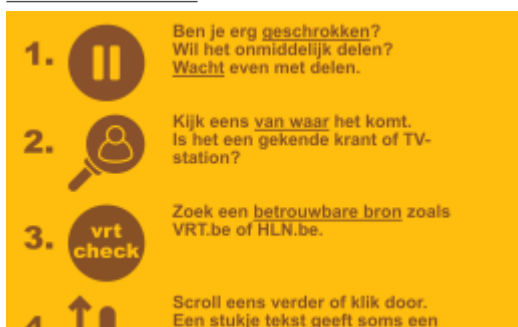 1. Ben je erg geschrokken?
Wil het onmiddelijk delen?
Wacht even met delen.
2. Kijk eens van waar het komt.
Is het een gekende krant of TV-
station?
3. vrt
check
Zoek een betrouwbare bron zoals
VRT.be of HLN.be.
4. Scroll eens verder of klik door.
Een stukje tekst geeft soms een